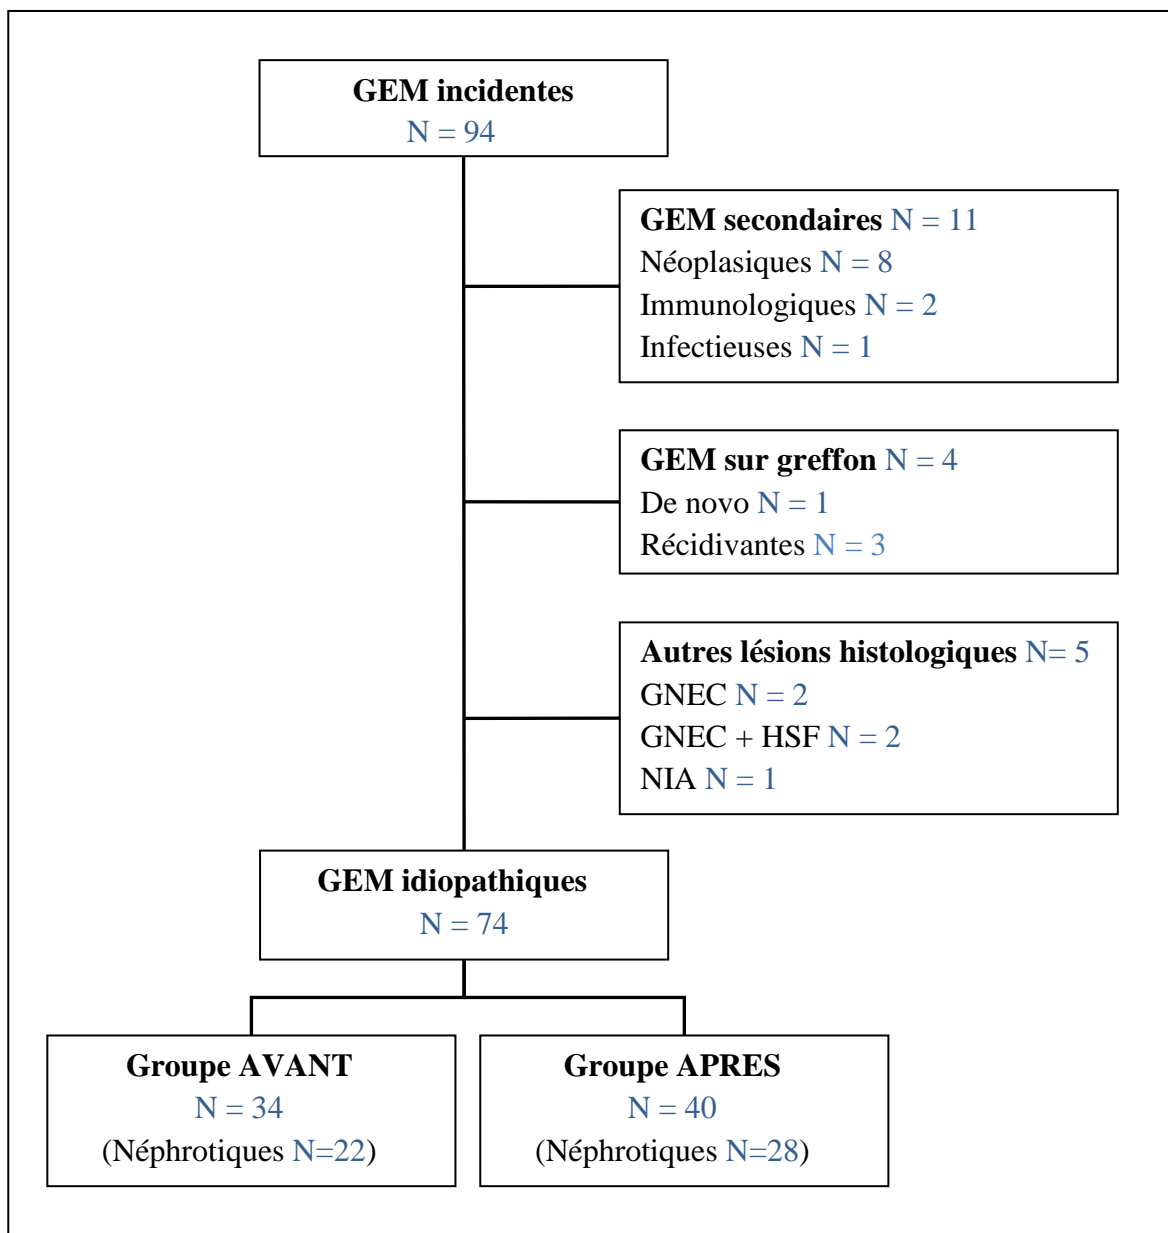 GEM incidentes
N = 94
GEM secondaires N = 11
Néoplasiques N = 8
Immunologiques N = 2
Infectieuses N = 1
GEM sur greffon N = 4
De novo N = 1
Récidivantes N = 3
Autres lésions histologiques N= 5
GNEC N = 2
GNEC + HSF N = 2
NIA N = 1
GEM idiopathiques
N = 74
Groupe AVANT
N = 34
(Néphrotiques N=22)
Groupe APRES
N = 40
(Néphrotiques N=28)